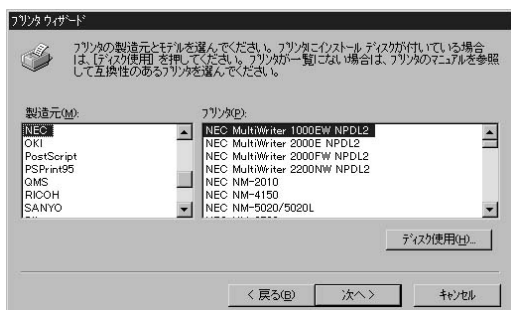 プリンタ ウィザード
プリンタの製造元とモデルを選んでください。プリンタにインストール ディスクが付いている場合
は、[ディスク使用] を押してください。プリンタが一覧にない場合は、プリンタのマニュアルを参照
して互換性のあるプリンタを選んでください。
製造元(M):
プリンタ(P):
NEC
OKI
PostScript
PSPrint95
QMS
RICOH
SANYO
NEC MultiWriter 1000EW NPDL2
NEC MultiWriter 2000E NPDL2
NEC MultiWriter 2000FW NPDL2
NEC MultiWriter 2200NW NPDL2
NEC NM-2010
NEC NM-4150
NEC NM-5020/5020L
ディスク使用(H)...
< 戻る(B)
次へ >
キャンセル